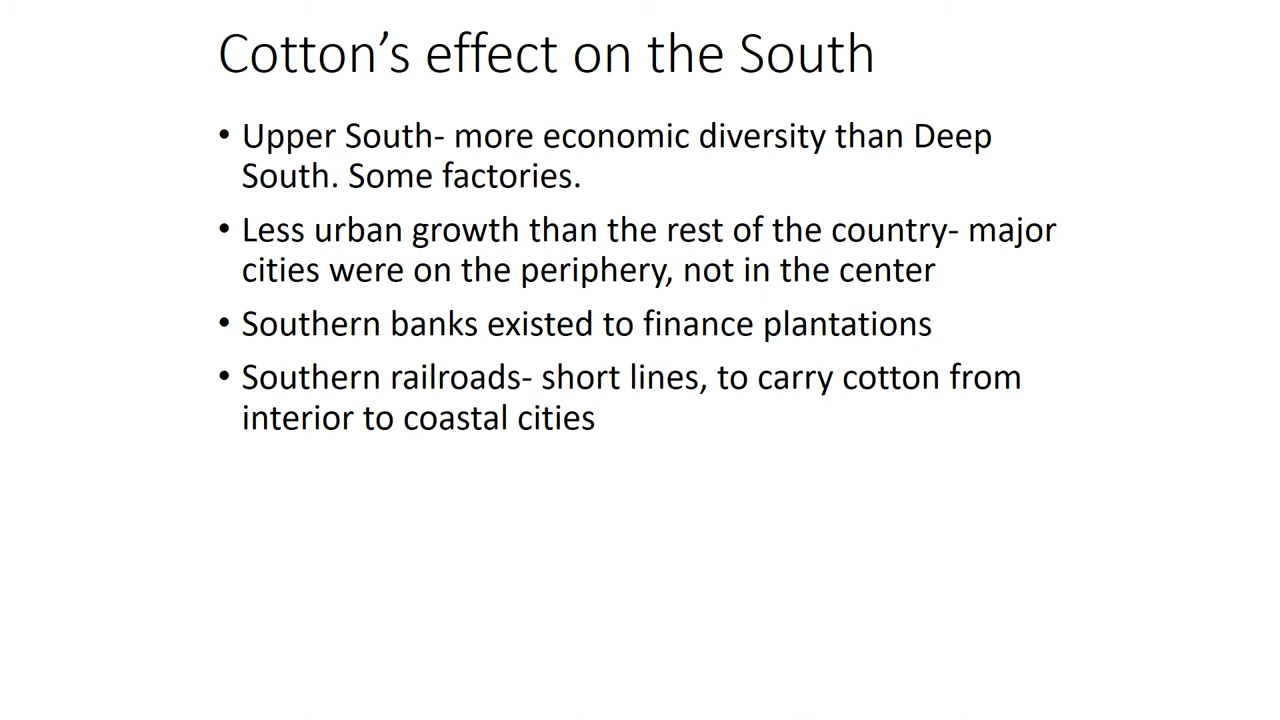 Cotton’s effect on the South
• Upper South- more economic diversity than Deep
South. Some factories.
• Less urban growth than the rest of the country- major
cities were on the periphery, not in the center
• Southern banks existed to finance plantations
• Southern railroads- short lines, to carry cotton from
interior to coastal cities